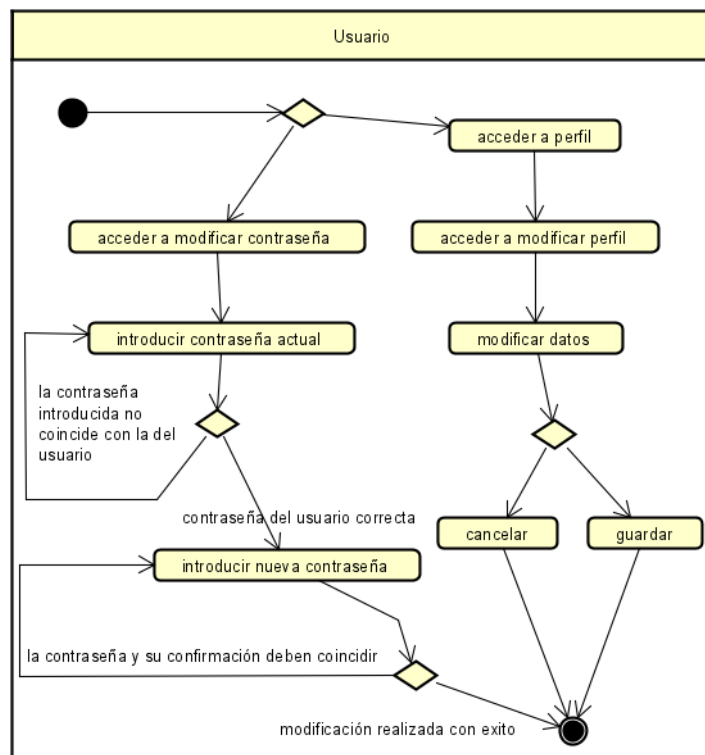 Usuario
acceder a perfil
acceder a modificar contraseña
acceder a modificar perfil
introducir contraseña actual
modificar datos
la contraseña
introducida no
coincide con la del
usuario
contraseña del usuario correcta
cancelar
guardar
introducir nueva contraseña
la contraseña y su confirmación deben coincidir
modificación realizada con exito